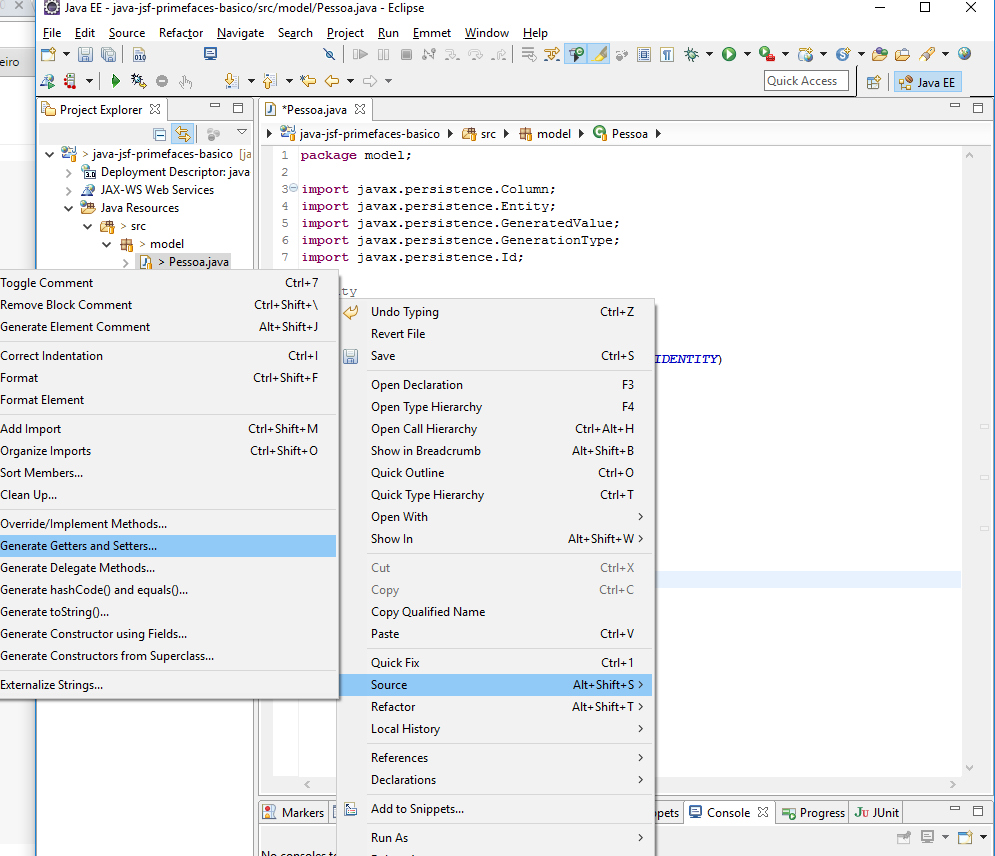 Java EE - java-jsf-primefaces-basico/src/model/Pessoa.java - Eclipse
File Edit Source Refactor Navigate Search Project Run Emmet Window Help
eiro
Quick Access
Java EE
Project Explorer
*Pessoa.java
java-jsf-primefaces-basico src model Pessoa
> java-jsf-primefaces-basico [ja
Deployment Descriptor: java
JAX-WS Web Services
Java Resources
> src
> model
> Pessoa.java
1 package model;
2
3 import javax.persistence.Column;
4 import javax.persistence.Entity;
5 import javax.persistence.GeneratedValue;
6 import javax.persistence.GenerationType;
7 import javax.persistence.Id;
ty
IDENTITY)
Toggle Comment Ctrl+7
Remove Block Comment Ctrl+Shift+\
Generate Element Comment Alt+Shift+J
Correct Indentation Ctrl+I
Format Ctrl+Shift+F
Format Element
Add Import Ctrl+Shift+M
Organize Imports Ctrl+Shift+O
Sort Members...
Clean Up...
Override/Implement Methods...
Generate Getters and Setters...
Generate Delegate Methods...
Generate hashCode() and equals()...
Generate toString()...
Generate Constructor using Fields...
Generate Constructors from Superclass...
Externalize Strings...
Undo Typing Ctrl+Z
Revert File
Save Ctrl+S
Open Declaration F3
Open Type Hierarchy F4
Open Call Hierarchy Ctrl+Alt+H
Show in Breadcrumb Alt+Shift+B
Quick Outline Ctrl+O
Quick Type Hierarchy Ctrl+T
Open With >
Show In Alt+Shift+W >
Cut Ctrl+X
Copy Ctrl+C
Copy Qualified Name
Paste Ctrl+V
Quick Fix Ctrl+1
Source Alt+Shift+S >
Refactor Alt+Shift+T >
Local History >
References >
Declarations >
Add to Snippets...
Run As >
Markers
ppets
Console
Progress
JUnit
No consoles to